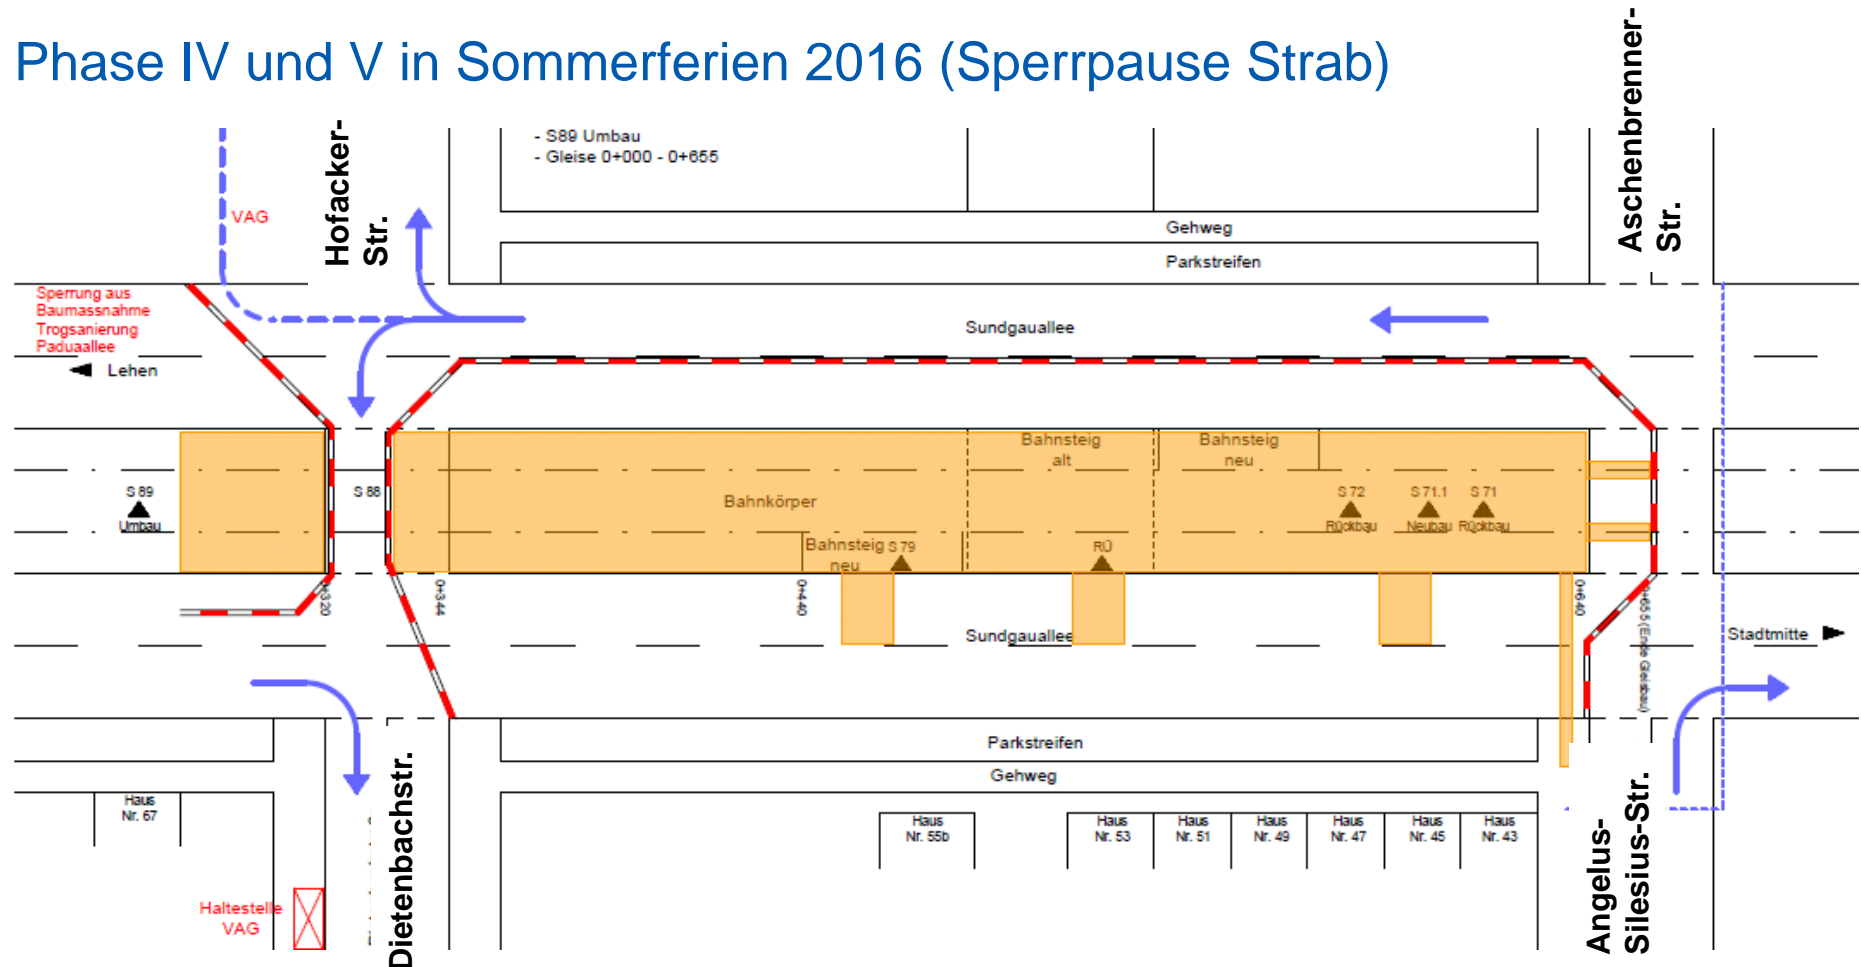 Phase IV und V in Sommerferien 2016 (Sperrpause Strab)
Hofacker-
Str.
Aschenbrenner-
Str.
- S89 Umbau
- Gleise 0+000 - 0+655
VAG
Gehweg
Parkstreifen
Sperrung aus
Baumassnahme
Trogsanierung
Paduaallee
Lehen
Sundgauallee
Bahnsteig
alt
Bahnsteig
neu
S 89
Umbau
S 88
Bahnkörper
S 72
Rückbau
S 71.1
Neubau
S 71
Rückbau
Bahnsteig
neu
S 79
RÜ
0+320
0+344
0+440
0+640
0+655 (Ende Gleisbau)
Sundgauallee
Stadtmitte
Parkstreifen
Gehweg
Dietenbachstr.
Angelus-
Silesius-Str.
Haus
Nr. 67
Haus
Nr. 55b
Haus
Nr. 53
Haus
Nr. 51
Haus
Nr. 49
Haus
Nr. 47
Haus
Nr. 45
Haus
Nr. 43
Haltestelle
VAG